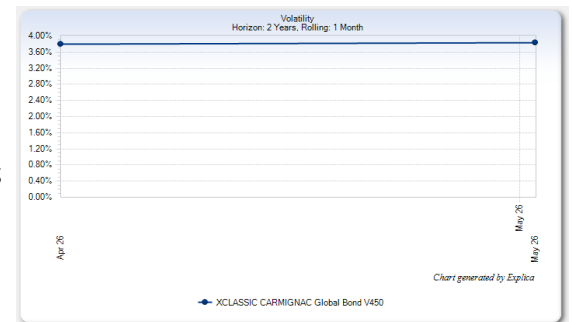 Volatility
Horizon: 2 Years, Rolling: 1 Month
4.00%
3.60%
3.20%
2.80%
2.40%
2.00%
1.60%
1.20%
0.80%
0.40%
0.00%
Apr 26
May 26
May 26
Chart generated by Explica
XCLASSIC CARMIGNAC Global Bond V450